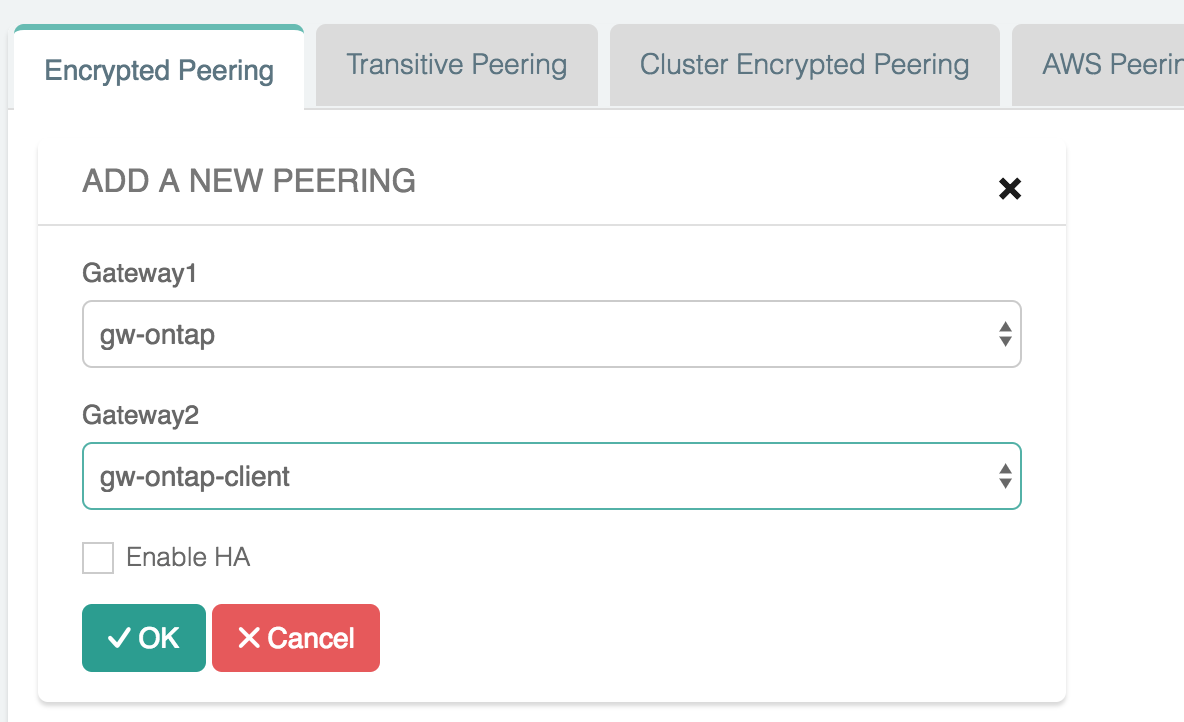 Encrypted Peering
Transitive Peering
Cluster Encrypted Peering
AWS
ADD A NEW PEERING
Gateway1
gw-ontap
Gateway2
gw-ontap-client
Enable HA
OK
Cancel